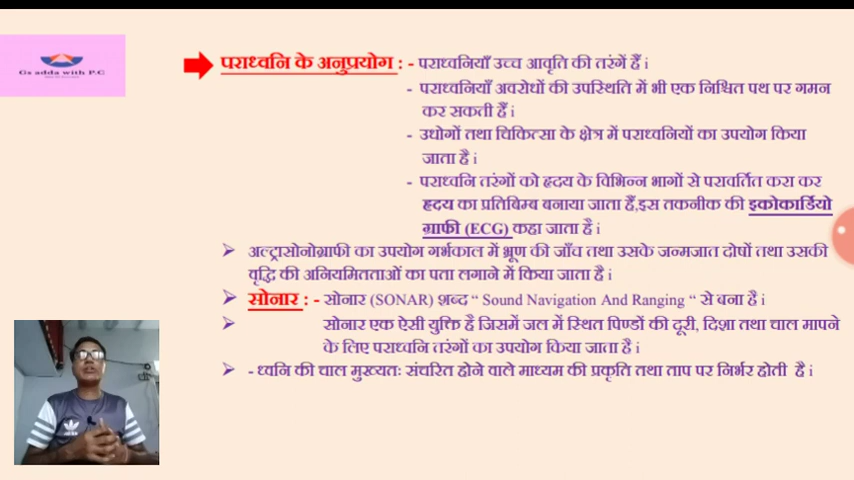 Gs adda with P.C
पराध्वनि के अनुप्रयोग : - पराध्वनियाँ उच्च आवृति की तरंगें हैं i
- पराध्वनियाँ अवरोधों की उपस्थिति में भी एक निश्चित पथ पर गमन
कर सकती हैं i
- उधोगों तथा चिकित्सा के क्षेत्र में पराध्वनियों का उपयोग किया
जाता है i
- पराध्वनि तरंगों को हृदय के विभिन्न भागों से परावर्तित करा कर
हृदय का प्रतिबिम्ब बनाया जाता हैं,इस तकनीक की इकोकार्डियो
ग्राफी (ECG) कहा जाता है i
➢ अल्ट्रासोनोग्राफी का उपयोग गर्भकाल में भ्रूण की जाँच तथा उसके जन्मजात दोषों तथा उसकी
वृद्धि की अनियमितताओं का पता लगाने में किया जाता है i
➢ सोनार : - सोनार (SONAR) शब्द “ Sound Navigation And Ranging “ से बना है i
➢ सोनार एक ऐसी युक्ति है जिसमें जल में स्थित पिण्डों की दूरी, दिशा तथा चाल मापने
के लिए पराध्वनि तरंगों का उपयोग किया जाता है i
➢ - ध्वनि की चाल मुख्यतः संचरित होने वाले माध्यम की प्रकृति तथा ताप पर निर्भर होती है i